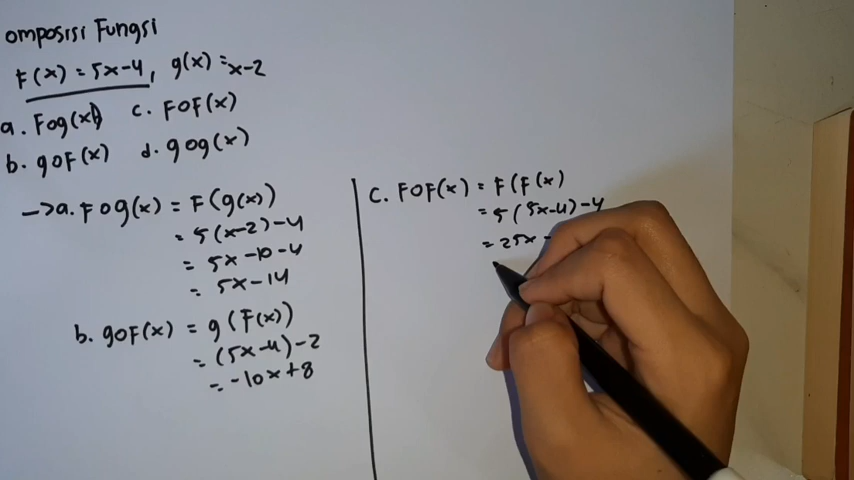 omposisi Fungsi
F(x) = 5x-4, g(x) = x-2
a. Fog(x) c. FOF(x)
b. goF(x) d. gog(x)
->a. Fog(x) = F(g(x))
= 5(x-2)-4
= 5x-10-4
= 5x-14
b. goF(x) = g(F(x))
= (5x-4)-2
= -10x+8
C. FOF(x) = F(F(x)
= 5(5x-4)-4
= 25x -